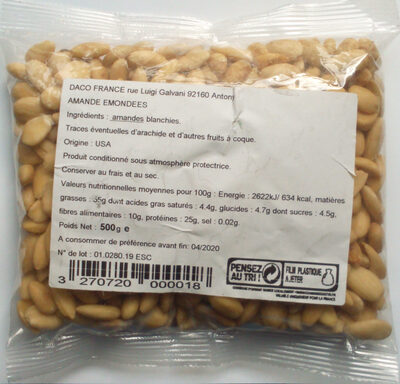 DACO FRANCE rue Luigi Galvani 92160 Antony
AMANDE EMONDEES
Ingrédients : amandes blanchies.
Traces éventuelles d'arachide et d'autres fruits à coque.
Origine : USA
Produit conditionné sous atmosphère protectrice.
Conserver au frais et au sec.
Valeurs nutritionnelles moyennes pour 100g : Energie : 2622kJ/ 634 kcal, matières
grasses : 55g dont acides gras saturés : 4.4g, glucides : 4.7g dont sucres : 4.5g,
fibres alimentaires : 10g, protéines : 25g, sel : 0.02g.
Poids Net : 500g e
A consommer de préférence avant fin: 04/2020
N° de lot : 01.0280.19 ESC
3 270720 000018
PENSEZ
AU TRI !
FILM PLASTIQUE
A JETER